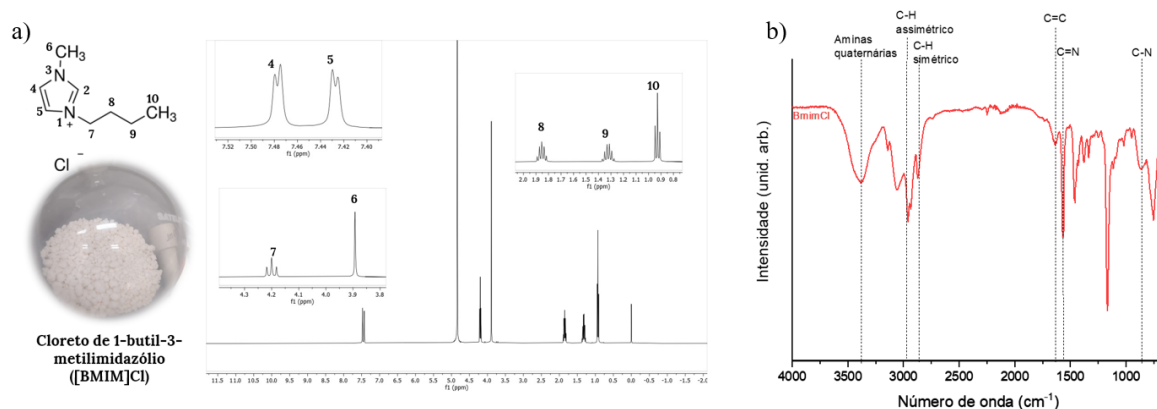 a)
6
CH₃
3
N
4
2
5
N
1
+
8
10
CH₃
7
9
Cl⁻
Cloreto de 1-butil-3-
metilimidazólio
([BMIM]Cl)
4
5
7.52 7.50 7.48 7.46 7.44 7.42 7.40
f1 (ppm)
8
9
10
2.0 1.9 1.8 1.7 1.6 1.5 1.4 1.3 1.2 1.1 1.0 0.9 0.8
f1 (ppm)
7
6
4.3 4.2 4.1 4.0 3.9 3.8
f1 (ppm)
11.5 11.0 10.5 10.0 9.5 9.0 8.5 8.0 7.5 7.0 6.5 6.0 5.5 5.0 4.5 4.0 3.5 3.0 2.5 2.0 1.5 1.0 0.5 0.0 -0.5 -1.0 -1.5 -2.0
f1 (ppm)
b)
Aminas
quaternárias
C-H
assimétrico
C-H
simétrico
C=C
C=N
C-N
BmimCl
Intensidade (unid. arb.)
4000 3500 3000 2500 2000 1500 1000
Número de onda (cm⁻¹)